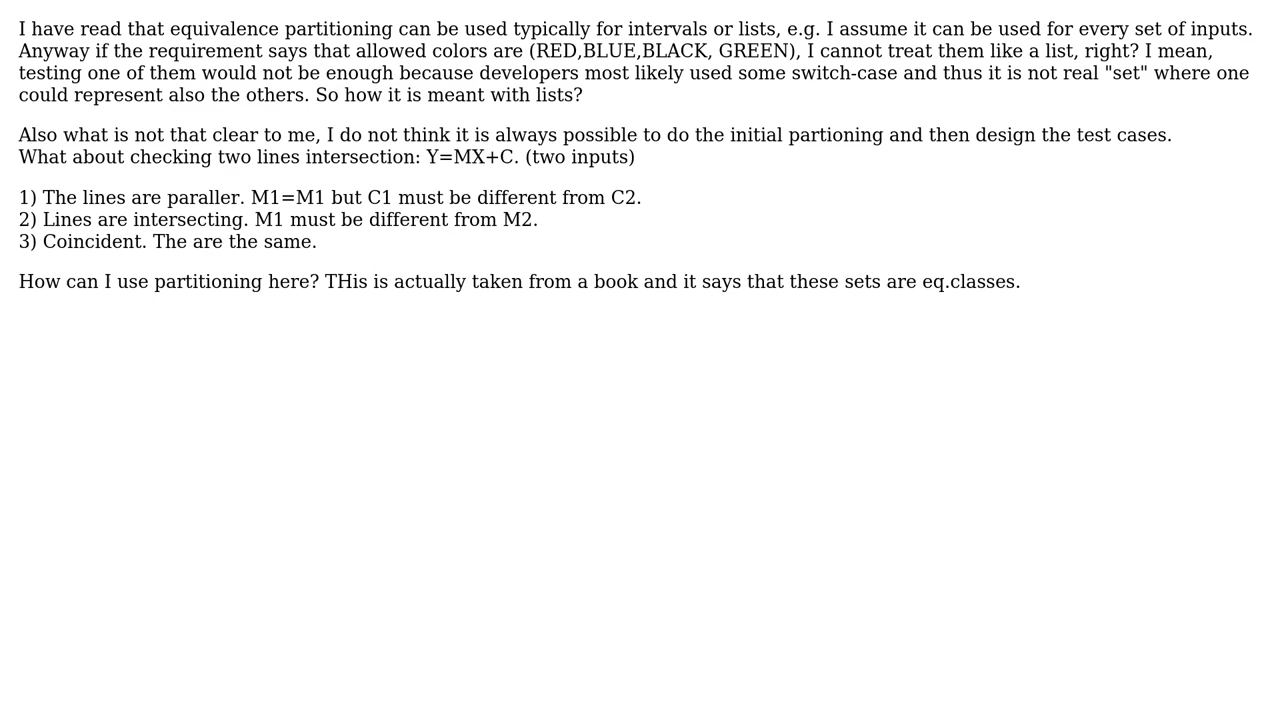 I have read that equivalence partitioning can be used typically for intervals or lists, e.g. I assume it can be used for every set of inputs.
Anyway if the requirement says that allowed colors are (RED,BLUE,BLACK, GREEN), I cannot treat them like a list, right? I mean,
testing one of them would not be enough because developers most likely used some switch-case and thus it is not real "set" where one
could represent also the others. So how it is meant with lists?
Also what is not that clear to me, I do not think it is always possible to do the initial partioning and then design the test cases.
What about checking two lines intersection: Y=MX+C. (two inputs)
1) The lines are paraller. M1=M1 but C1 must be different from C2.
2) Lines are intersecting. M1 must be different from M2.
3) Coincident. The are the same.
How can I use partitioning here? THis is actually taken from a book and it says that these sets are eq.classes.